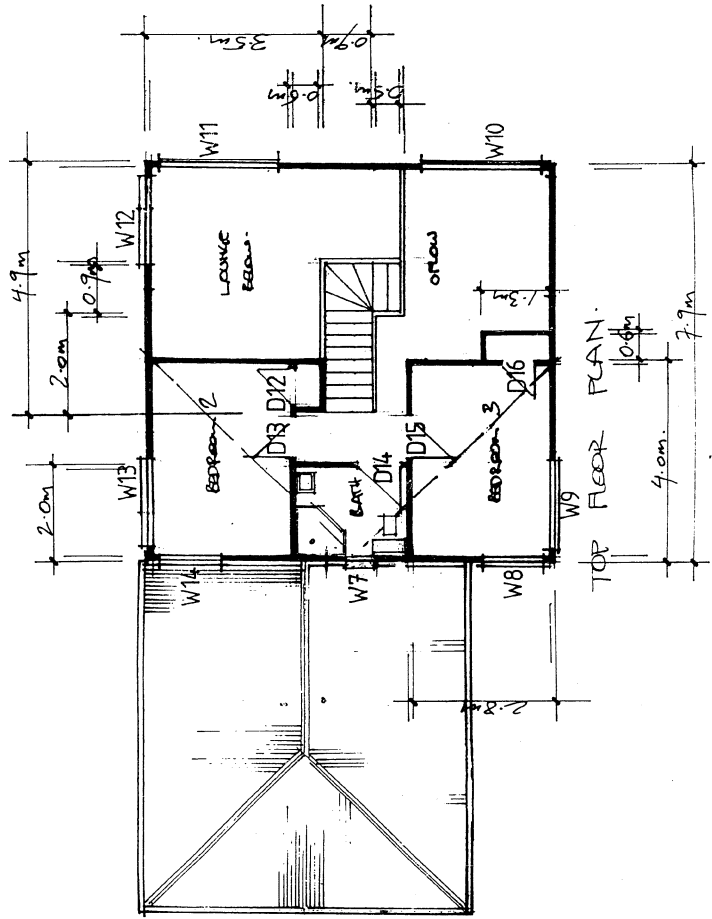 3.5m.
0.9m
0.6m
0.5m.
W11
W10
W12
4.9m
0.9m
2.0m
LOUNGE
BELOW.
1.3m
0.6m
7.9m
D16
D12
D13
D14
D15
BEDROOM 2
BEDROOM 3
BATH
W13
2.0m
W9
4.0m.
TOP FLOOR PLAN.
W14
W7
W8
2.8m